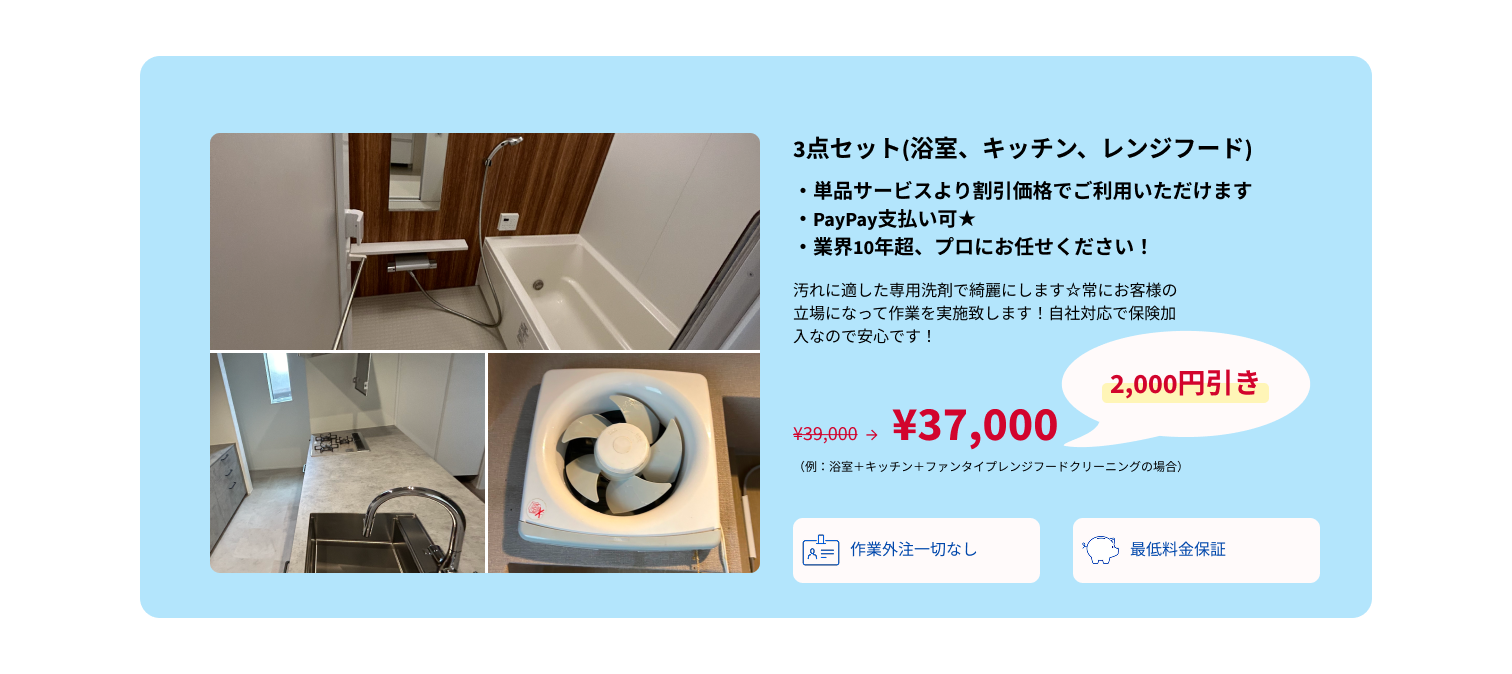 3点セット(浴室、キッチン、レンジフード)
・単品サービスより割引価格でご利用いただけます
・PayPay支払い可★
・業界10年超、プロにお任せください！
汚れに適した専用洗剤で綺麗にします☆常にお客様の
立場になって作業を実施致します！自社対応で保険加
入なので安心です！
2,000円引き
¥39,000 → ¥37,000
（例：浴室＋キッチン＋ファンタイプレンジフードクリーニングの場合）
作業外注一切なし
最低料金保証